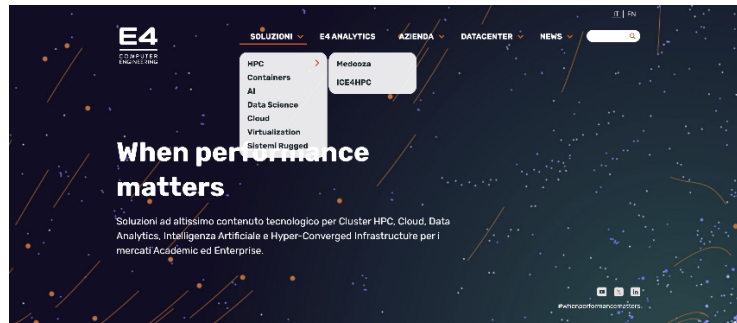 IT | EN
E4
COMPUTER
ENGINEERING
SOLUZIONI E4 ANALYTICS AZIENDA DATACENTER NEWS
HPC
Containers
AI
Data Science
Cloud
Virtualization
Sistemi Rugged
Medooza
ICE4HPC
When performance
matters
Soluzioni ad altissimo contenuto tecnologico per Cluster HPC, Cloud, Data
Analytics, Intelligenza Artificiale e Hyper-Converged Infrastructure per i
mercati Academic ed Enterprise.
in
#whenperformancematters